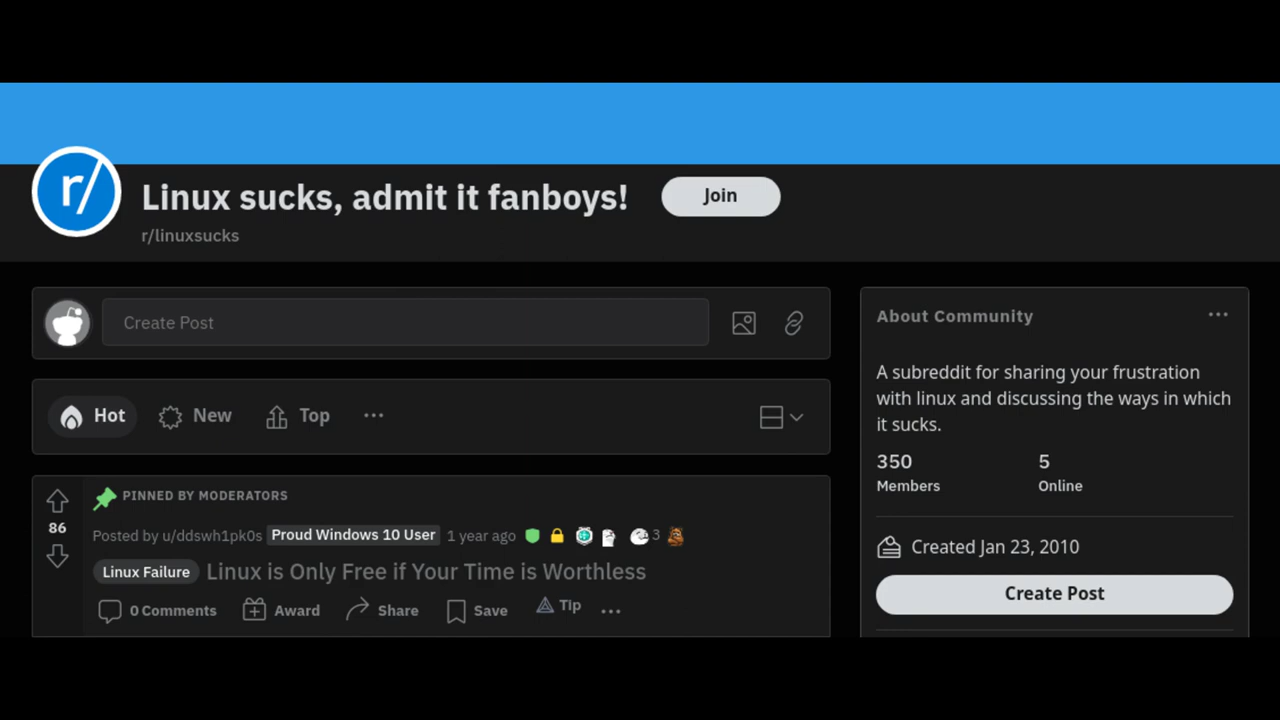 r/
Linux sucks, admit it fanboys!
Join
r/linuxsucks
Create Post
Hot
New
Top
PINNED BY MODERATORS
86
Posted by u/ddswh1pk0s Proud Windows 10 User 1 year ago 3
Linux Failure Linux is Only Free if Your Time is Worthless
0 Comments Award Share Save Tip
About Community
A subreddit for sharing your frustration
with linux and discussing the ways in which
it sucks.
350 5
Members Online
Created Jan 23, 2010
Create Post